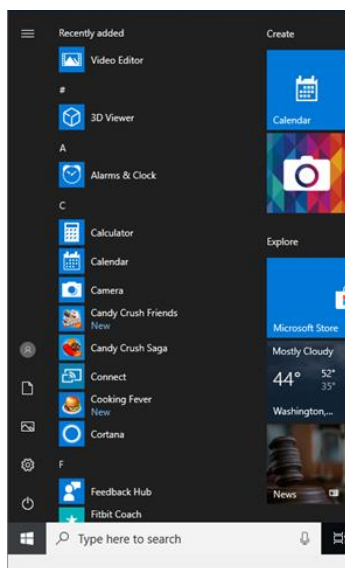 Recently added
Video Editor
#
3D Viewer
A
Alarms & Clock
C
Calculator
Calendar
Camera
Candy Crush Friends
New
Candy Crush Saga
Connect
Cooking Fever
New
Cortana
F
Feedback Hub
Fitbit Coach
Create
Calendar
Explore
Microsoft Store
Mostly Cloudy
44° 52°
35°
Washington,...
News
Type here to search